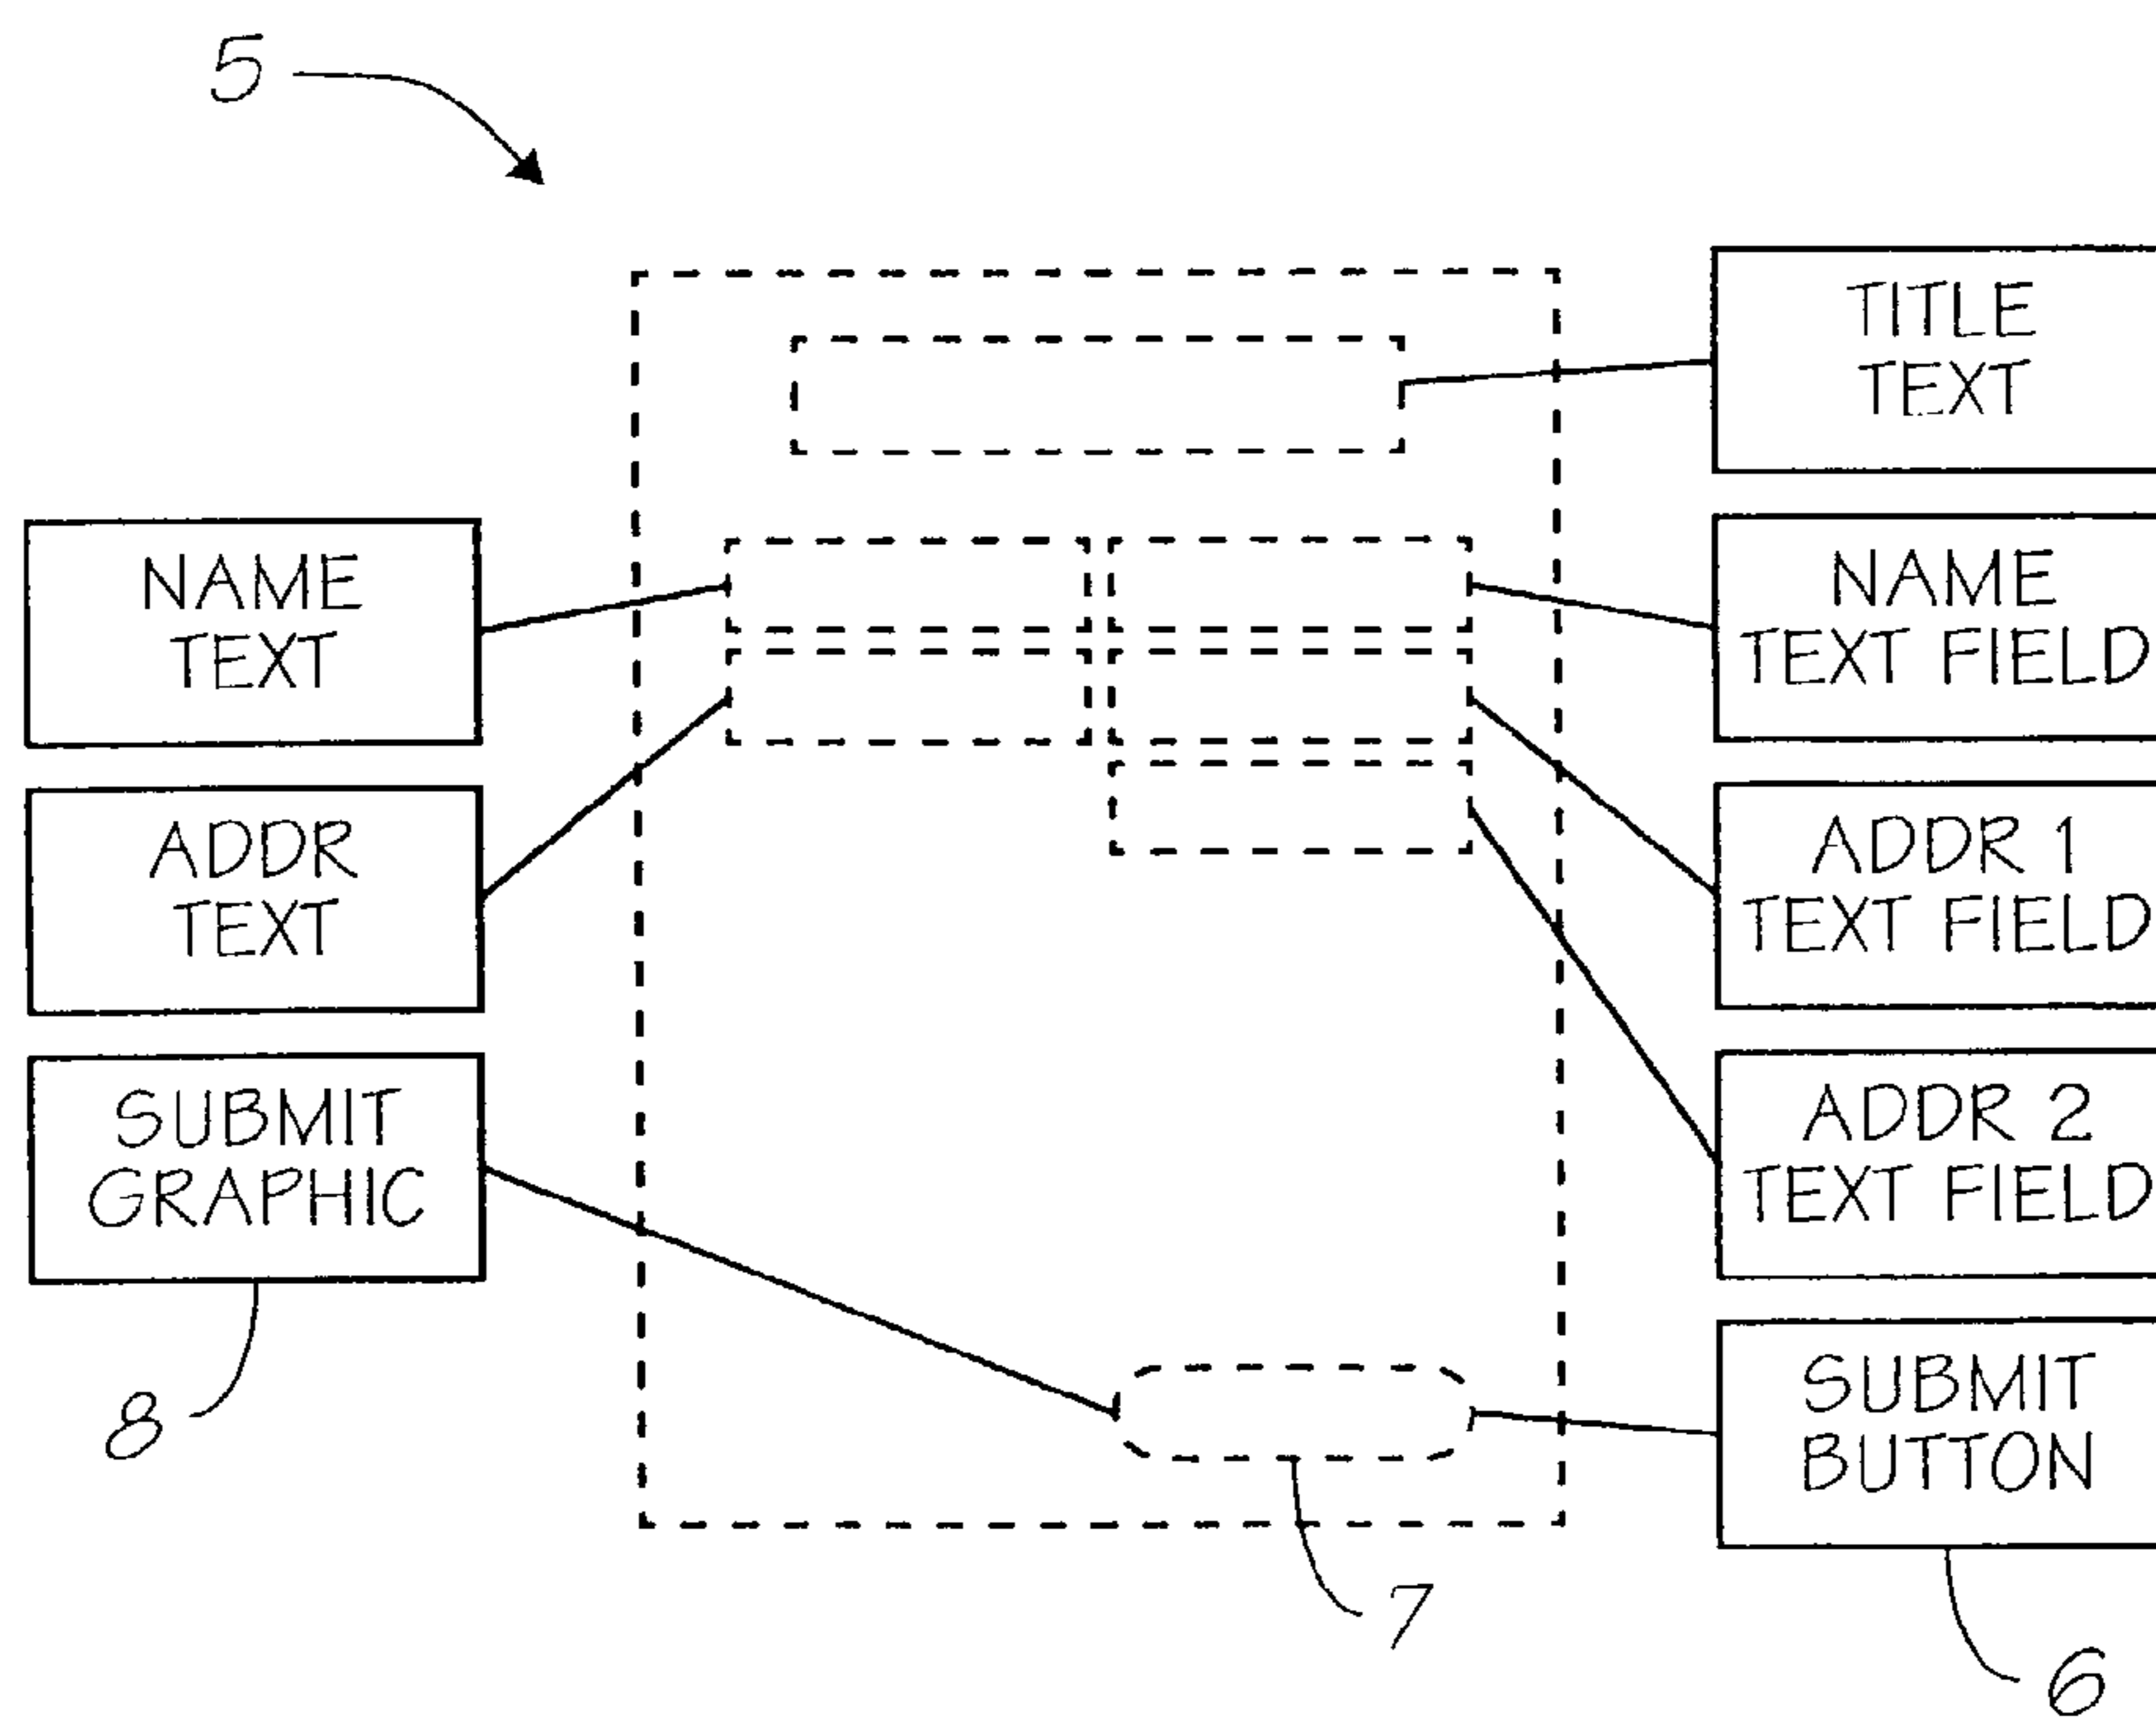 5
TITLE
TEXT
NAME
TEXT
NAME
TEXT FIELD
ADDR
TEXT
ADDR 1
TEXT FIELD
SUBMIT
GRAPHIC
ADDR 2
TEXT FIELD
8
SUBMIT
BUTTON
7
6